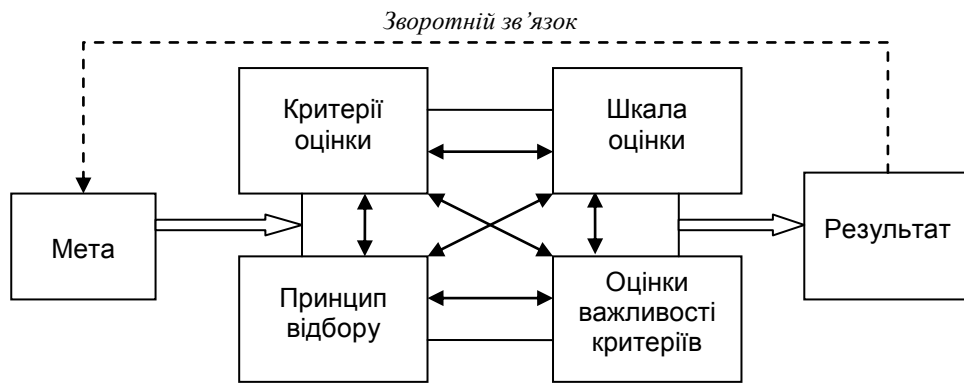 Зворотній зв’язок
Критерії
оцінки
Шкала
оцінки
Мета
Результат
Принцип
відбору
Оцінки
важливості
критеріїв